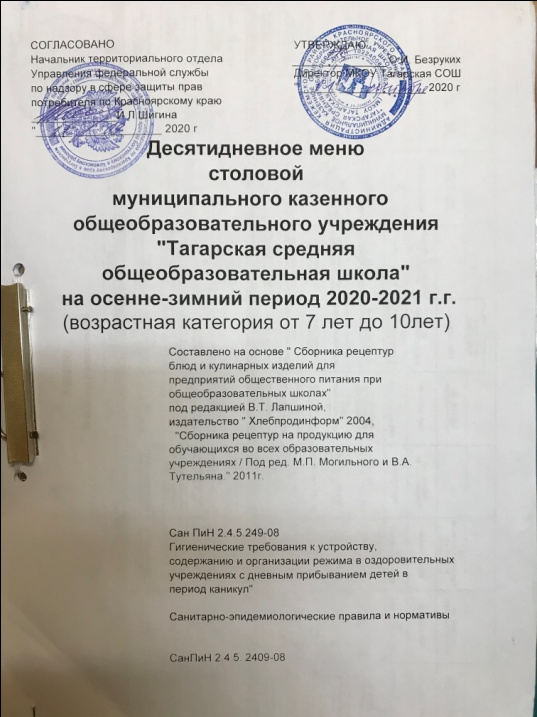 СОГЛАСОВАНО
Начальник территориального отдела
Управления федеральной службы
по надзору в сфере защиты прав
потребителя по Красноярскому краю
И.Л.Шигина
" 2020 г
УТВЕРЖДАЮ
О.И. Безруких
Директор МКОУ Тагарская СОШ
2020 г
Десятидневное меню
столовой
муниципального казенного
общеобразовательного учреждения
"Тагарская средняя
общеобразовательная школа"
на осенне-зимний период 2020-2021 г.г.
(возрастная категория от 7 лет до 10лет)
Составлено на основе " Сборника рецептур
блюд и кулинарных изделий для
предприятий общественного питания при
общеобразовательных школах"
под редакцией В.Т. Лапшиной,
издательство " Хлебпродинформ" 2004,
"Сборника рецептур на продукцию для
обучающихся во всех образовательных
учреждениях / Под ред. М.П. Могильного и В.А.
Тутельяна " 2011г.
Сан ПиН 2.4.5.249-08
Гигиенические требования к устройству,
содержанию и организации режима в оздоровительных
учреждениях с дневным прибыванием детей в
период каникул"
Санитарно-эпидемиологические правила и нормативы
СанПиН 2.4 5. 2409-08